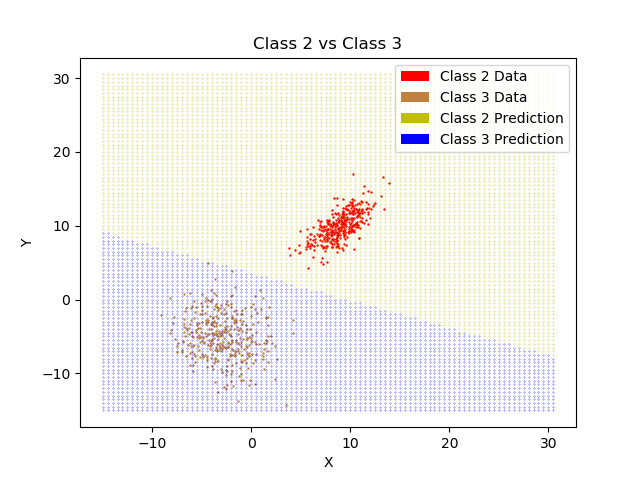 Class 2 vs Class 3
Class 2 Data
Class 3 Data
Class 2 Prediction
Class 3 Prediction
30
20
10
0
−10
Y
−10 0 10 20 30
X